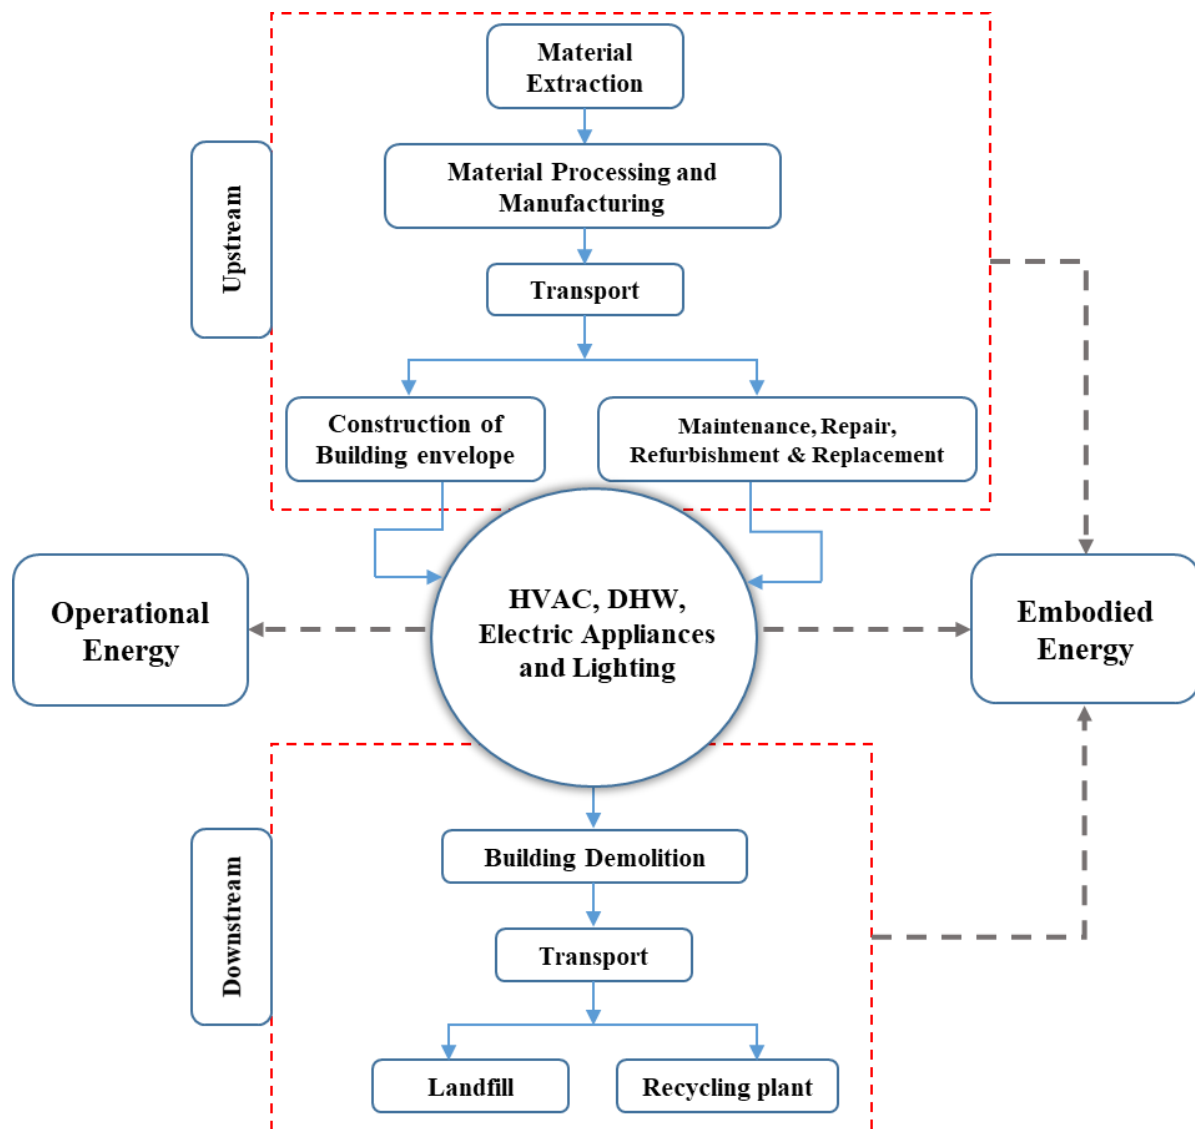 Material
Extraction
Upstream
Material Processing and
Manufacturing
Transport
Construction of
Building envelope
Maintenance, Repair,
Refurbishment & Replacement
Operational
Energy
HVAC, DHW,
Electric Appliances
and Lighting
Embodied
Energy
Downstream
Building Demolition
Transport
Landfill
Recycling plant